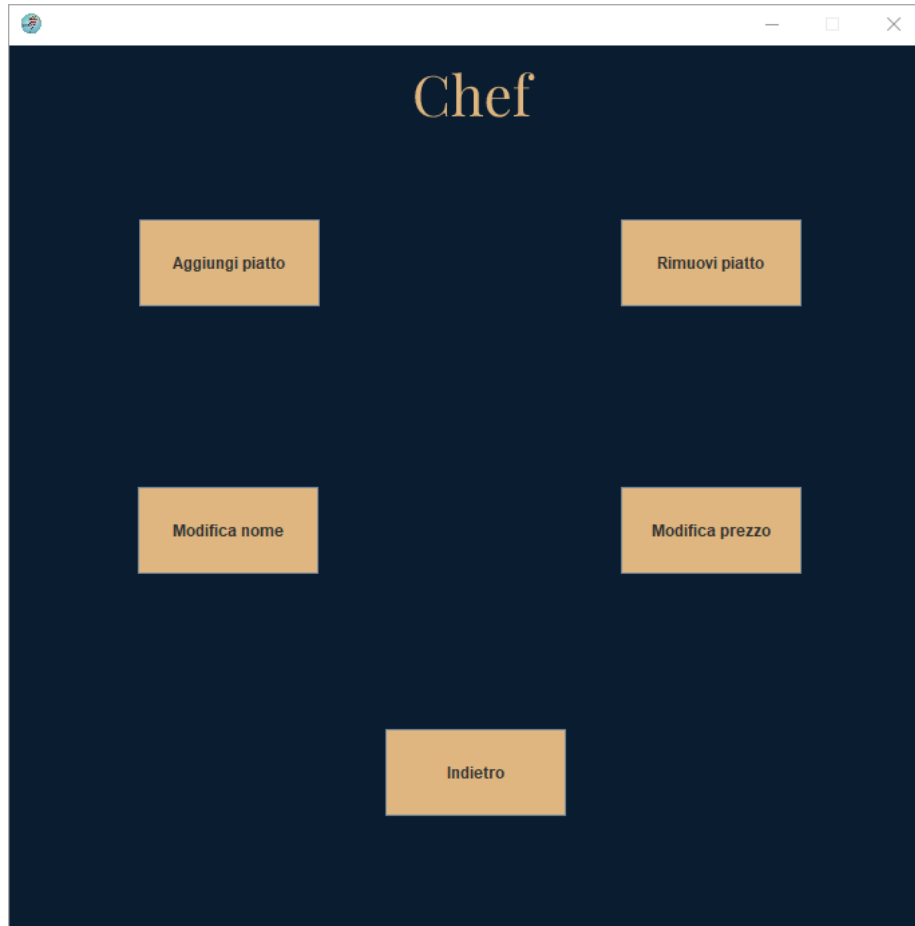 Chef
Aggiungi piatto
Rimuovi piatto
Modifica nome
Modifica prezzo
Indietro